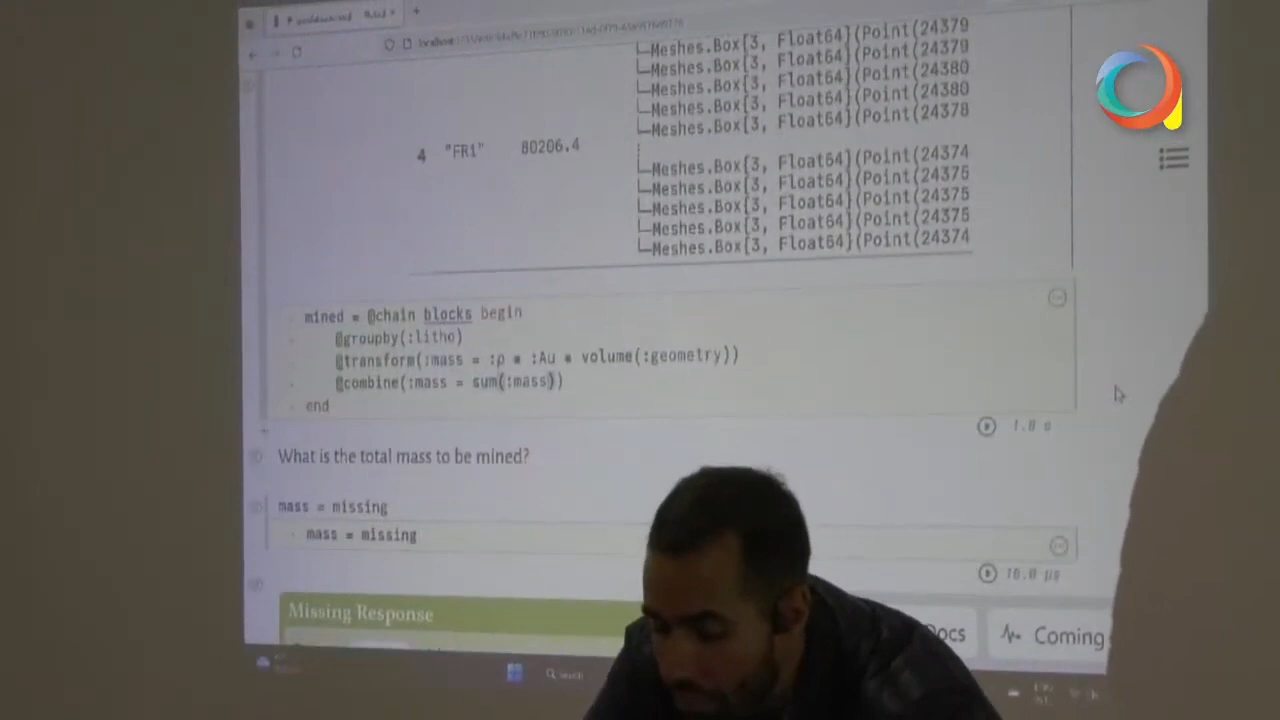 └─Meshes.Box{3, Float64}(Point(24379
└─Meshes.Box{3, Float64}(Point(24379
└─Meshes.Box{3, Float64}(Point(24380
└─Meshes.Box{3, Float64}(Point(24380
└─Meshes.Box{3, Float64}(Point(24378
4 "FR1" 80206.4 ⋮
└─Meshes.Box{3, Float64}(Point(24374
└─Meshes.Box{3, Float64}(Point(24375
└─Meshes.Box{3, Float64}(Point(24375
└─Meshes.Box{3, Float64}(Point(24375
└─Meshes.Box{3, Float64}(Point(24374
mined = @chain blocks begin
@groupby(:litho)
@transform(:mass = :ρ * :Au * volume(:geometry))
@combine(:mass = sum(:mass))
end
1.0 s
What is the total mass to be mined?
mass = missing
mass = missing
Missing Response
Docs
Coming